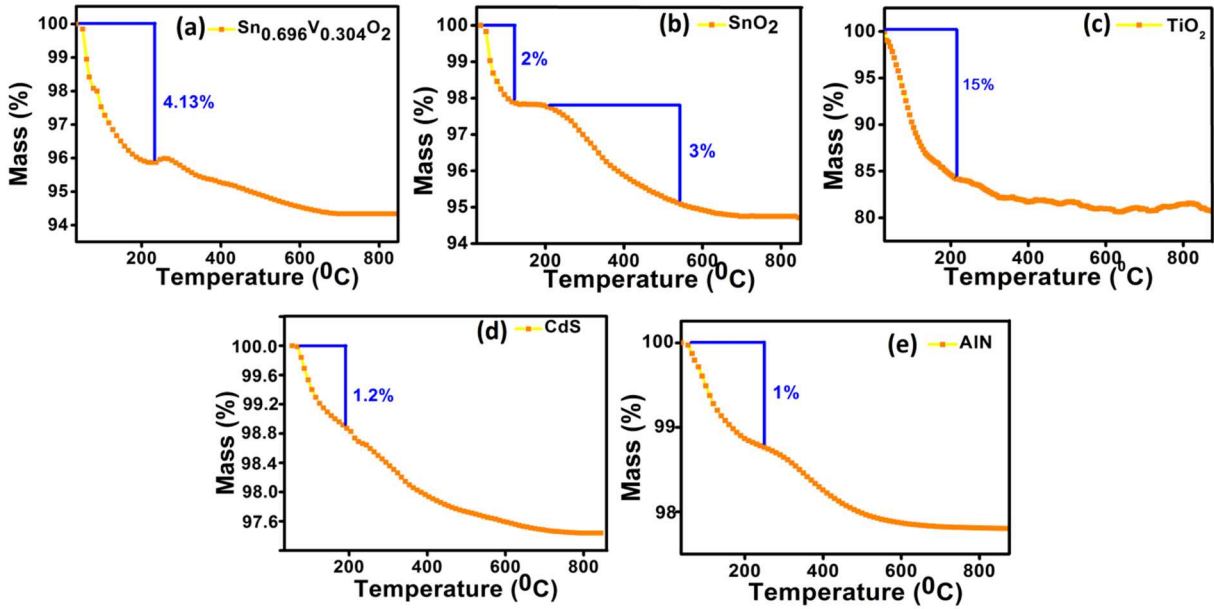 (a) Sn0.696V0.304O2
100
99
98
97
96
95
94
4.13%
Mass (%)
200 400 600 800
Temperature (⁰C)
(b) SnO2
100
99
98
97
96
95
94
2%
3%
Mass (%)
200 400 600 800
Temperature (⁰C)
(c) TiO2
100
95
90
85
80
15%
Mass (%)
200 400 600 800
Temperature (⁰C)
(d) CdS
100.0
99.6
99.2
98.8
98.4
98.0
97.6
1.2%
Mass (%)
200 400 600 800
Temperature (⁰C)
(e) AlN
100
99
98
1%
Mass (%)
200 400 600 800
Temperature (⁰C)